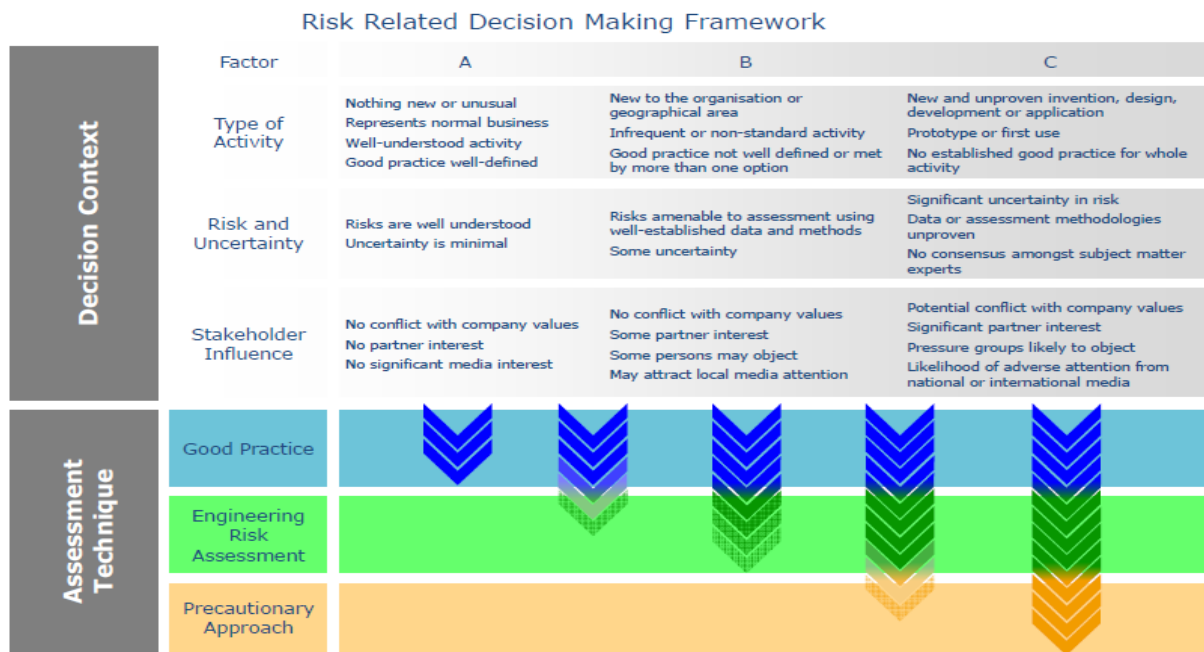 Risk Related Decision Making Framework
Decision Context
Factor
A
B
C
Type of
Activity
Nothing new or unusual
Represents normal business
Well-understood activity
Good practice well-defined
New to the organisation or
geographical area
Infrequent or non-standard activity
Good practice not well defined or met
by more than one option
New and unproven invention, design,
development or application
Prototype or first use
No established good practice for whole
activity
Risk and
Uncertainty
Risks are well understood
Uncertainty is minimal
Risks amenable to assessment using
well-established data and methods
Some uncertainty
Significant uncertainty in risk
Data or assessment methodologies
unproven
No consensus amongst subject matter
experts
Stakeholder
Influence
No conflict with company values
No partner interest
No significant media interest
No conflict with company values
Some partner interest
Some persons may object
May attract local media attention
Potential conflict with company values
Significant partner interest
Pressure groups likely to object
Likelihood of adverse attention from
national or international media
Assessment
Technique
Good Practice
Engineering
Risk
Assessment
Precautionary
Approach